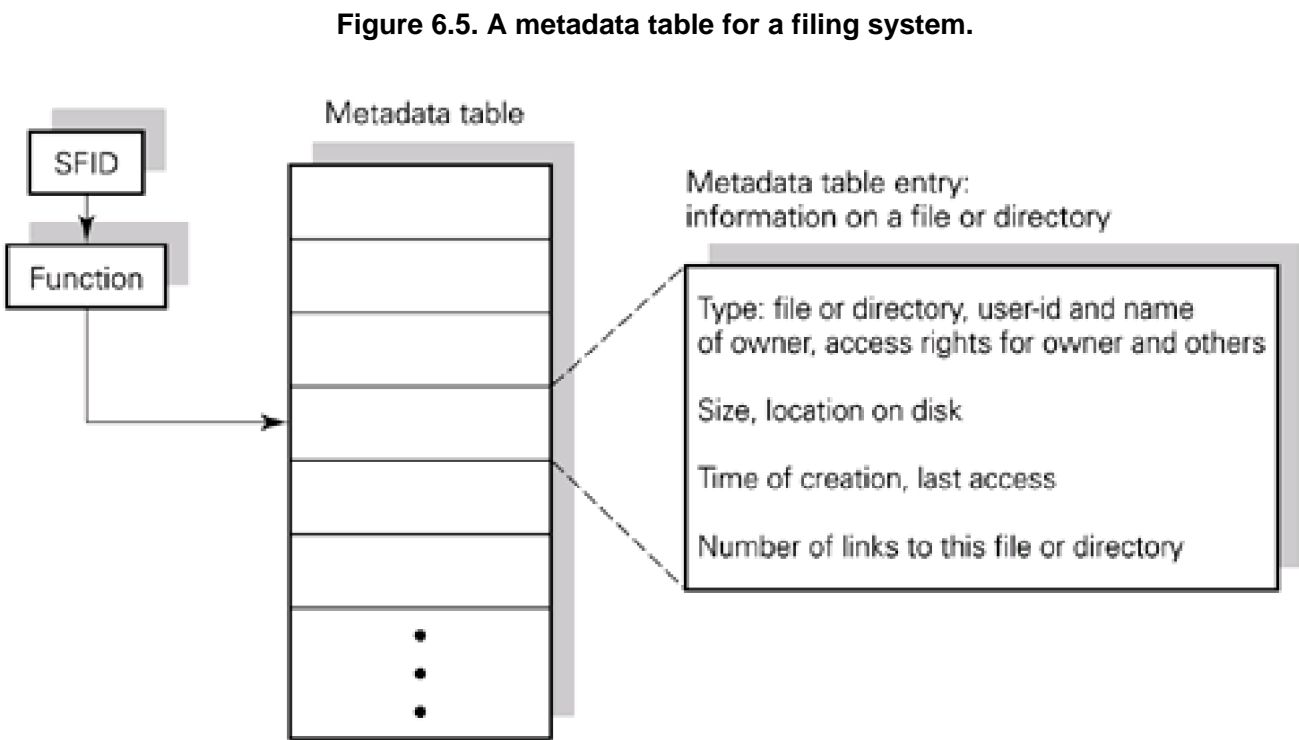 Figure 6.5. A metadata table for a filing system.
Metadata table
SFID
Function
Metadata table entry:
information on a file or directory
Type: file or directory, user-id and name
of owner, access rights for owner and others
Size, location on disk
Time of creation, last access
Number of links to this file or directory